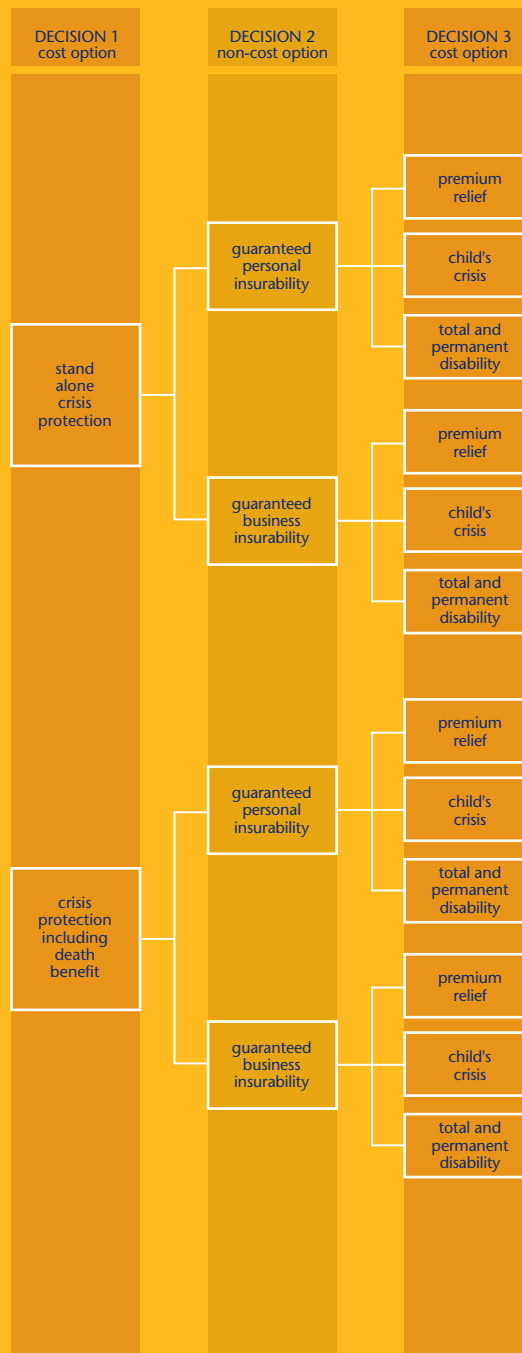 DECISION 1
cost option
DECISION 2
non-cost option
DECISION 3
cost option
stand
alone
crisis
protection
guaranteed
personal
insurability
premium
relief
child's
crisis
total and
permanent
disability
guaranteed
business
insurability
premium
relief
child's
crisis
total and
permanent
disability
crisis
protection
including
death
benefit
guaranteed
personal
insurability
premium
relief
child's
crisis
total and
permanent
disability
guaranteed
business
insurability
premium
relief
child's
crisis
total and
permanent
disability